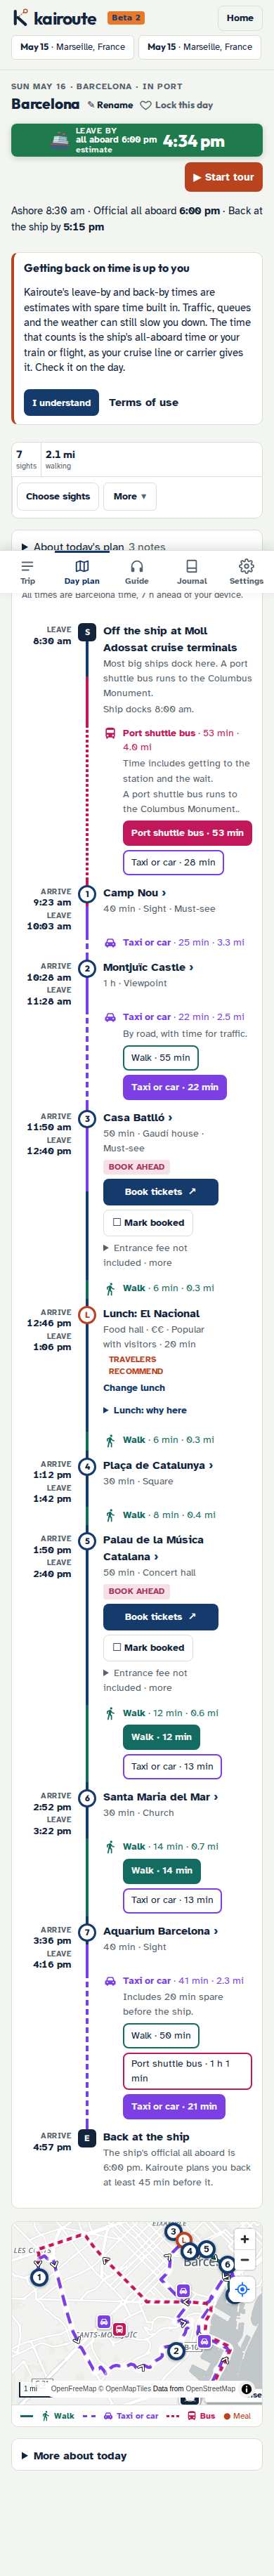 kairoute Beta 2 Home
May 15 · Marseille, France May 15 · Marseille, France
SUN MAY 16 · BARCELONA · IN PORT
Barcelona ✎ Rename ♡ Lock this day
LEAVE BY
all aboard 6:00 pm
estimate
4:34 pm
▶ Start tour
Ashore 8:30 am · Official all aboard 6:00 pm · Back at
the ship by 5:15 pm
Getting back on time is up to you
Kairoute's leave-by and back-by times are
estimates with spare time built in. Traffic, queues
and the weather can still slow you down. The time
that counts is the ship's all-aboard time or your
train or flight, as your cruise line or carrier gives
it. Check it on the day.
I understand Terms of use
7
sights
2.1 mi
walking
Choose sights More ▾
▶ About today's plan 3 notes
Trip Day plan Guide Journal Settings
All times are Barcelona time, 7 h ahead of your device.
LEAVE
8:30 am
S
Off the ship at Moll
Adossat cruise terminals
Most big ships dock here. A port
shuttle bus runs to the Columbus
Monument.
Ship docks 8:00 am.
Port shuttle bus · 53 min ·
4.0 mi
Time includes getting to the
station and the wait.
A port shuttle bus runs to
the Columbus Monument..
Port shuttle bus · 53 min
Taxi or car · 28 min
ARRIVE
9:23 am
LEAVE
10:03 am
1
Camp Nou ›
40 min · Sight · Must-see
Taxi or car · 25 min · 3.3 mi
ARRIVE
10:28 am
LEAVE
11:28 am
2
Montjuïc Castle ›
1 h · Viewpoint
Taxi or car · 22 min · 2.5 mi
By road, with time for traffic.
Walk · 55 min
Taxi or car · 22 min
ARRIVE
11:50 am
LEAVE
12:40 pm
3
Casa Batlló ›
50 min · Gaudí house ·
Must-see
BOOK AHEAD
Book tickets ↗
☐ Mark booked
▶ Entrance fee not
included · more
Walk · 6 min · 0.3 mi
ARRIVE
12:46 pm
LEAVE
1:06 pm
L
Lunch: El Nacional
Food hall · €€ · Popular
with visitors · 20 min
TRAVELERS
RECOMMEND
Change lunch
▶ Lunch: why here
Walk · 6 min · 0.3 mi
ARRIVE
1:12 pm
LEAVE
1:42 pm
4
Plaça de Catalunya ›
30 min · Square
Walk · 8 min · 0.4 mi
ARRIVE
1:50 pm
LEAVE
2:40 pm
5
Palau de la Música
Catalana ›
50 min · Concert hall
BOOK AHEAD
Book tickets ↗
☐ Mark booked
▶ Entrance fee not
included · more
Walk · 12 min · 0.6 mi
Walk · 12 min
Taxi or car · 13 min
ARRIVE
2:52 pm
LEAVE
3:22 pm
6
Santa Maria del Mar ›
30 min · Church
Walk · 14 min · 0.7 mi
Walk · 14 min
Taxi or car · 13 min
ARRIVE
3:36 pm
LEAVE
4:16 pm
7
Aquarium Barcelona ›
40 min · Sight
Taxi or car · 41 min · 2.3 mi
Includes 20 min spare
before the ship.
Walk · 50 min
Port shuttle bus · 1 h 1
min
Taxi or car · 21 min
ARRIVE
4:57 pm
E
Back at the ship
The ship's official all aboard is
6:00 pm. Kairoute plans you back
at least 45 min before it.
3
L
4
5
6
1
2
+
−
1 mi OpenFreeMap © OpenMapTiles Data from OpenStreetMap
Walk Taxi or car Bus Meal
▶ More about today